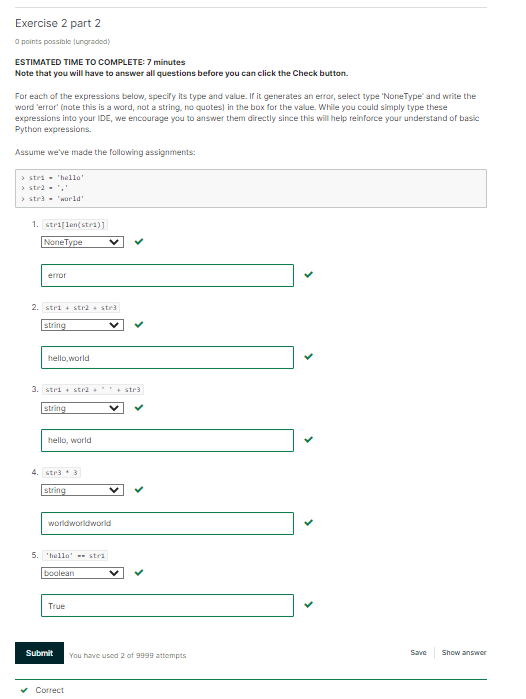 Exercise 2 part 2
0 points possible (ungraded)
ESTIMATED TIME TO COMPLETE: 7 minutes
Note that you will have to answer all questions before you can click the Check button.
For each of the expressions below, specify its type and value. If it generates an error, select type 'NoneType' and write the
word 'error' (note this is a word, not a string, no quotes) in the box for the value. While you could simply type these
expressions into your IDE, we encourage you to answer them directly since this will help reinforce your understanding of basic
Python expressions.
Assume we've made the following assignments:
> str1 = 'hello'
> str2 = ','
> str3 = 'world'
1. str1[len(str1)]
NoneType
error
2. str1 + str2 + str3
string
hello,world
3. str1 + str2 + ' ' + str3
string
hello, world
4. str3 * 3
string
worldworldworld
5. 'hello' == str1
boolean
True
Submit You have used 2 of 9999 attempts Save Show answer
Correct